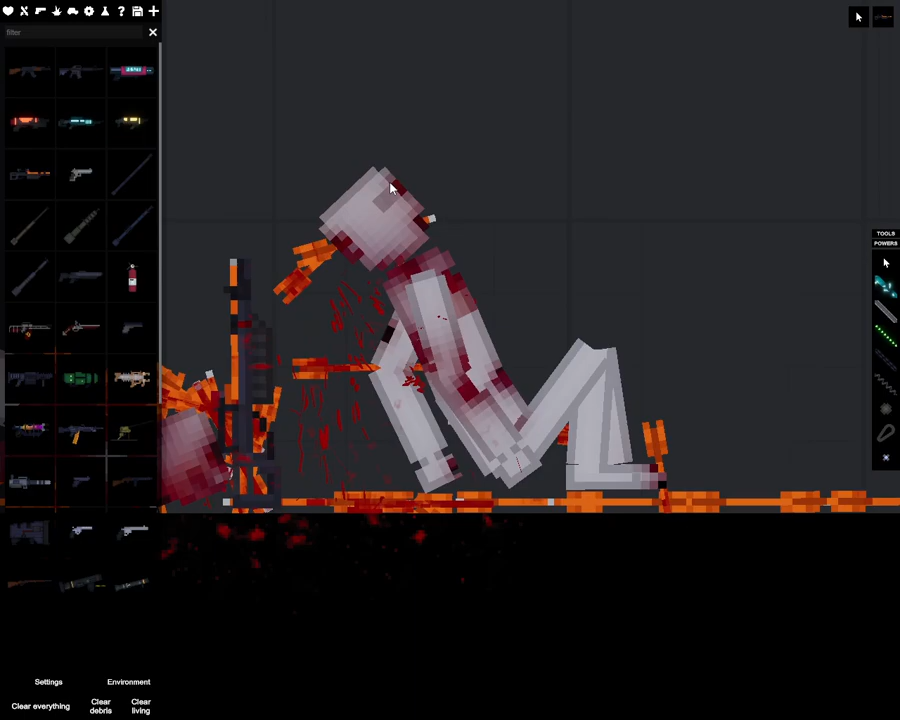 filter
TOOLS
POWERS
Settings Environment
Clear everything Clear debris Clear living